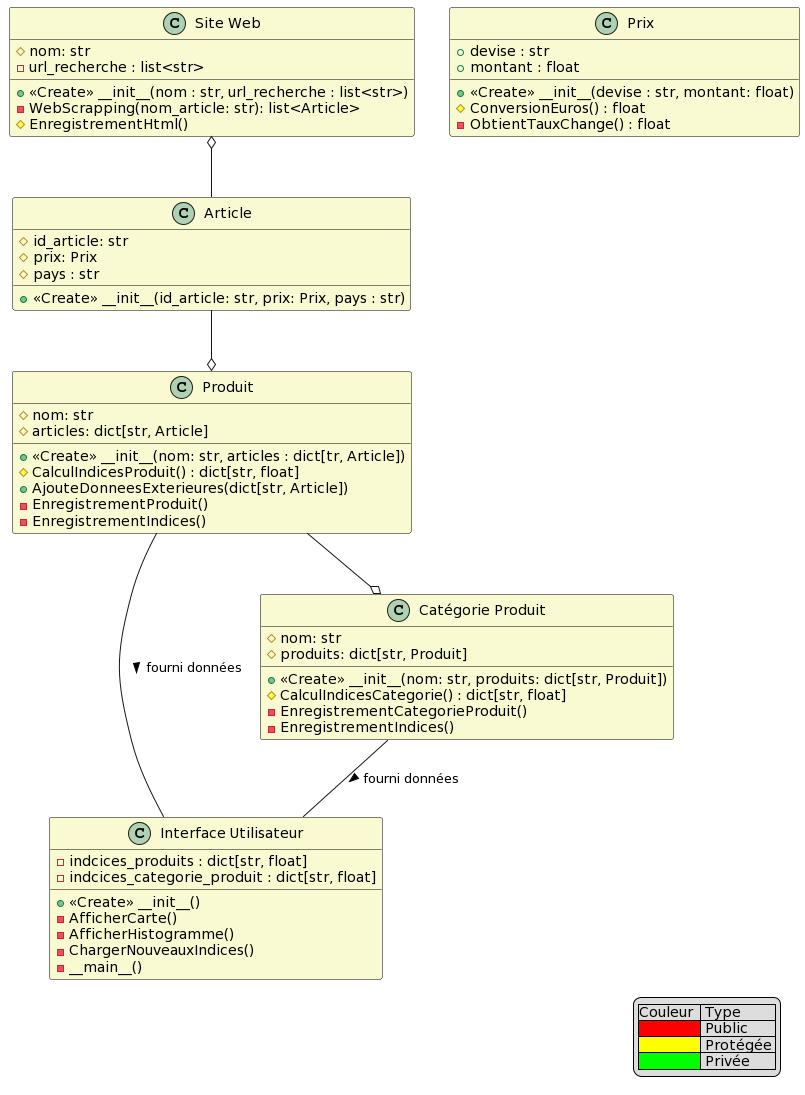 C Site Web
nom: str
url_recherche : list<str>
«Create» __init__(nom : str, url_recherche : list<str>)
WebScrapping(nom_article: str): list<Article>
EnregistrementHtml()
C Prix
devise : str
montant : float
«Create» __init__(devise : str, montant: float)
ConversionEuros() : float
ObtientTauxChange() : float
C Article
id_article: str
prix: Prix
pays : str
«Create» __init__(id_article: str, prix: Prix, pays : str)
C Produit
nom: str
articles: dict[str, Article]
«Create» __init__(nom: str, articles : dict[tr, Article])
CalculIndicesProduit() : dict[str, float]
AjouteDonneesExterieures(dict[str, Article])
EnregistrementProduit()
EnregistrementIndices()
fourni données
C Catégorie Produit
nom: str
produits: dict[str, Produit]
«Create» __init__(nom: str, produits: dict[str, Produit])
CalculIndicesCategorie() : dict[str, float]
EnregistrementCategorieProduit()
EnregistrementIndices()
fourni données
C Interface Utilisateur
indcices_produits : dict[str, float]
indcices_categorie_produit : dict[str, float]
«Create» __init__()
AfficherCarte()
AfficherHistogramme()
ChargerNouveauxIndices()
__main__()
Couleur Type
Public
Protégée
Privée